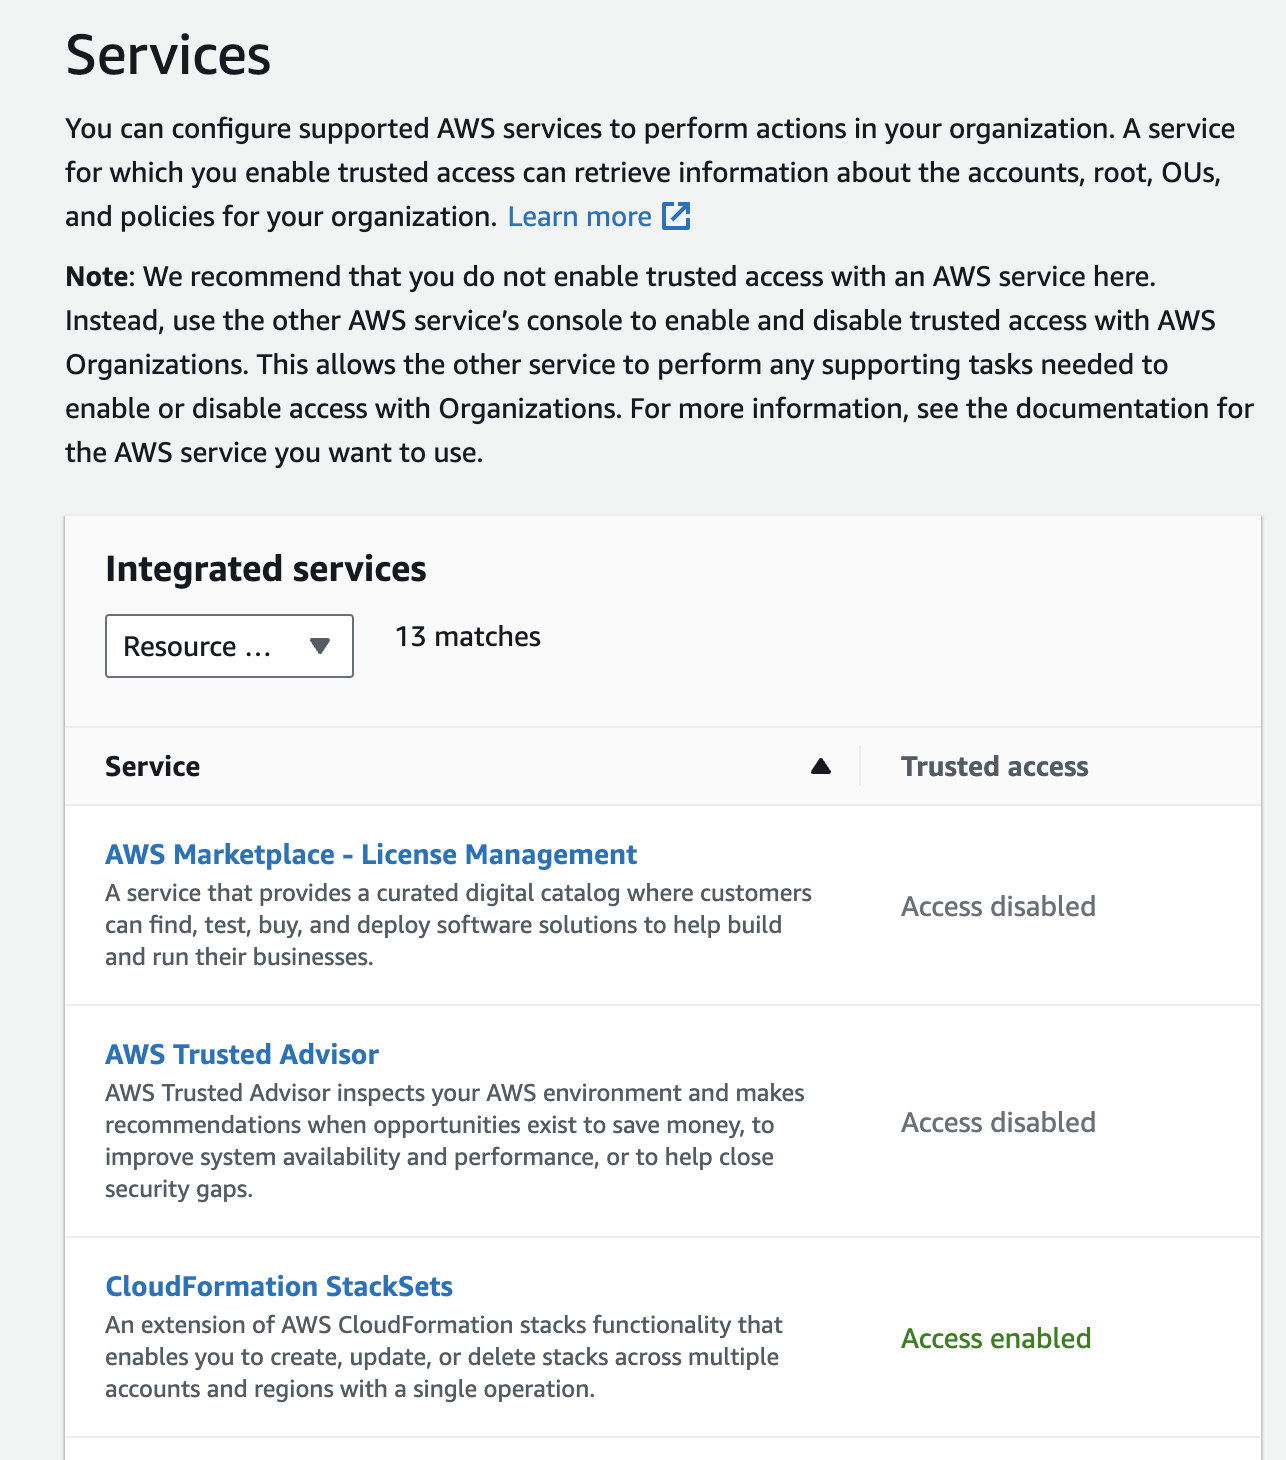 Services
You can configure supported AWS services to perform actions in your organization. A service
for which you enable trusted access can retrieve information about the accounts, root, OUs,
and policies for your organization. Learn more
Note: We recommend that you do not enable trusted access with an AWS service here.
Instead, use the other AWS service’s console to enable and disable trusted access with AWS
Organizations. This allows the other service to perform any supporting tasks needed to
enable or disable access with Organizations. For more information, see the documentation for
the AWS service you want to use.
Integrated services
Resource ... 13 matches
Service Trusted access
AWS Marketplace - License Management
A service that provides a curated digital catalog where customers
can find, test, buy, and deploy software solutions to help build
and run their businesses.
Access disabled
AWS Trusted Advisor
AWS Trusted Advisor inspects your AWS environment and makes
recommendations when opportunities exist to save money, to
improve system availability and performance, or to help close
security gaps.
Access disabled
CloudFormation StackSets
An extension of AWS CloudFormation stacks functionality that
enables you to create, update, or delete stacks across multiple
accounts and regions with a single operation.
Access enabled